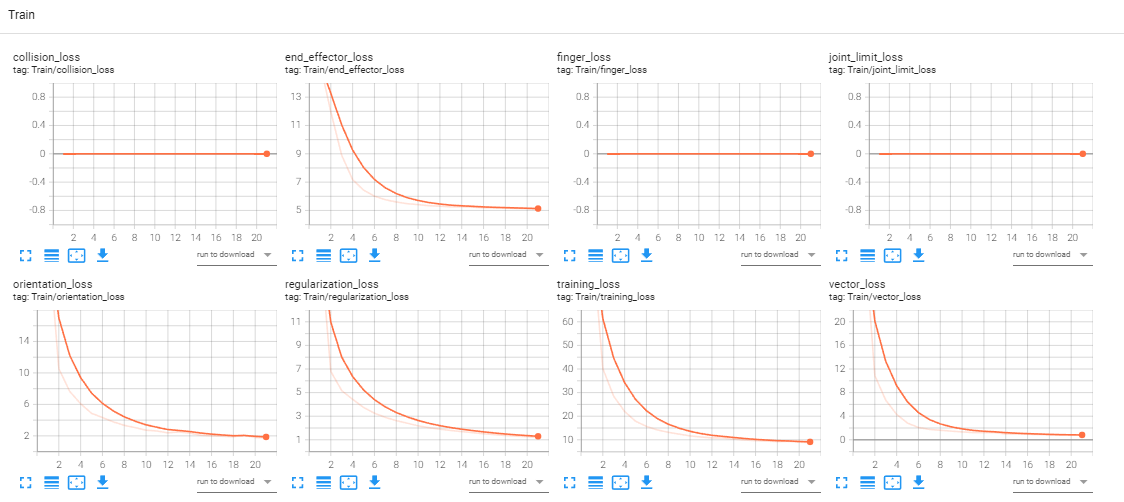 Train
collision_loss
tag: Train/collision_loss
0.8
0.4
0
-0.4
-0.8
2 4 6 8 10 12 14 16 18 20
run to download
end_effector_loss
tag: Train/end_effector_loss
13
11
9
7
5
2 4 6 8 10 12 14 16 18 20
run to download
finger_loss
tag: Train/finger_loss
0.8
0.4
0
-0.4
-0.8
2 4 6 8 10 12 14 16 18 20
run to download
joint_limit_loss
tag: Train/joint_limit_loss
0.8
0.4
0
-0.4
-0.8
2 4 6 8 10 12 14 16 18 20
run to download
orientation_loss
tag: Train/orientation_loss
14
10
6
2
2 4 6 8 10 12 14 16 18 20
run to download
regularization_loss
tag: Train/regularization_loss
11
9
7
5
3
1
2 4 6 8 10 12 14 16 18 20
run to download
training_loss
tag: Train/training_loss
60
50
40
30
20
10
2 4 6 8 10 12 14 16 18 20
run to download
vector_loss
tag: Train/vector_loss
20
16
12
8
4
0
2 4 6 8 10 12 14 16 18 20
run to download